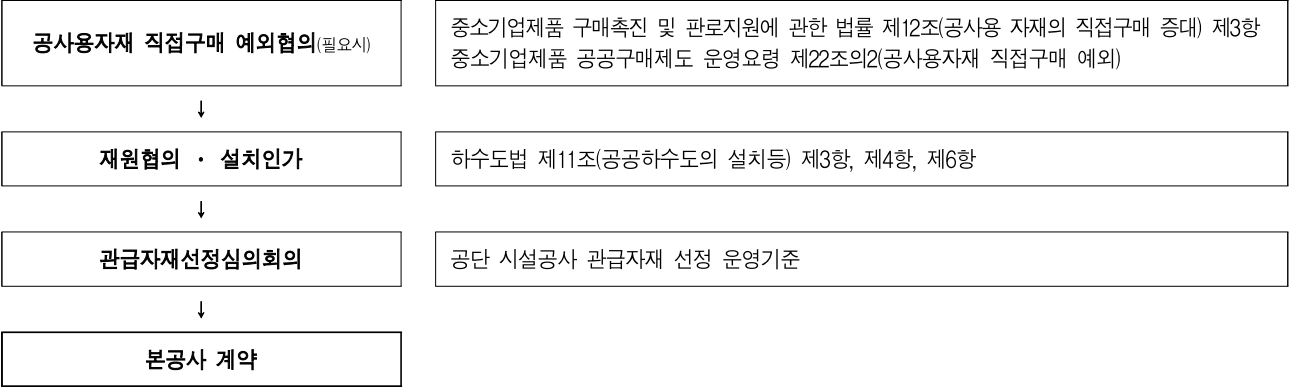 공사용자재 직접구매 예외협의(필요시)
중소기업제품 구매촉진 및 판로지원에 관한 법률 제12조(공사용 자재의 직접구매 증대) 제3항
중소기업제품 공공구매제도 운영요령 제22조의2(공사용자재 직접구매 예외)
↓
재원협의 · 설치인가
하수도법 제11조(공공하수도의 설치등) 제3항, 제4항, 제6항
↓
관급자재선정심의회의
공단 시설공사 관급자재 선정 운영기준
↓
본공사 계약